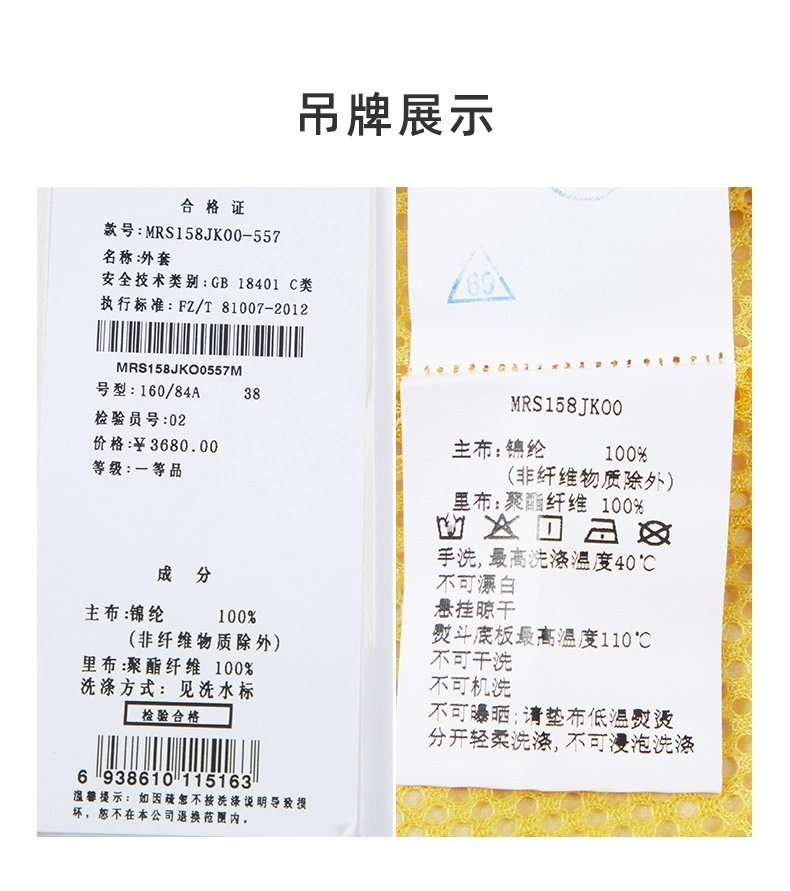 吊牌展示
合格证
款号:MRS158JK00-557
名称:外套
安全技术类别:GB 18401 C类
执行标准:FZ/T 81007-2012
MRS158JKO0557M
号型:160/84A 38
检验员号:02
价格:¥3680.00
等级:一等品
成 分
主布:锦纶 100%
(非纤维物质除外)
里布:聚酯纤维 100%
洗涤方式: 见洗水标
检验合格
6 938610 115163
温馨提示: 如因疏忽不按洗涤说明导致损
坏, 恕不在本公司退换范围内.
69
MRS158JK00
主布:锦纶 100%
(非纤维物质除外)
里布:聚酯纤维 100%
手洗,最高洗涤温度40℃
不可漂白
悬挂晾干
熨斗底板最高温度110℃
不可干洗
不可机洗
不可曝晒;请垫布低温熨烫
分开轻柔洗涤,不可浸泡洗涤